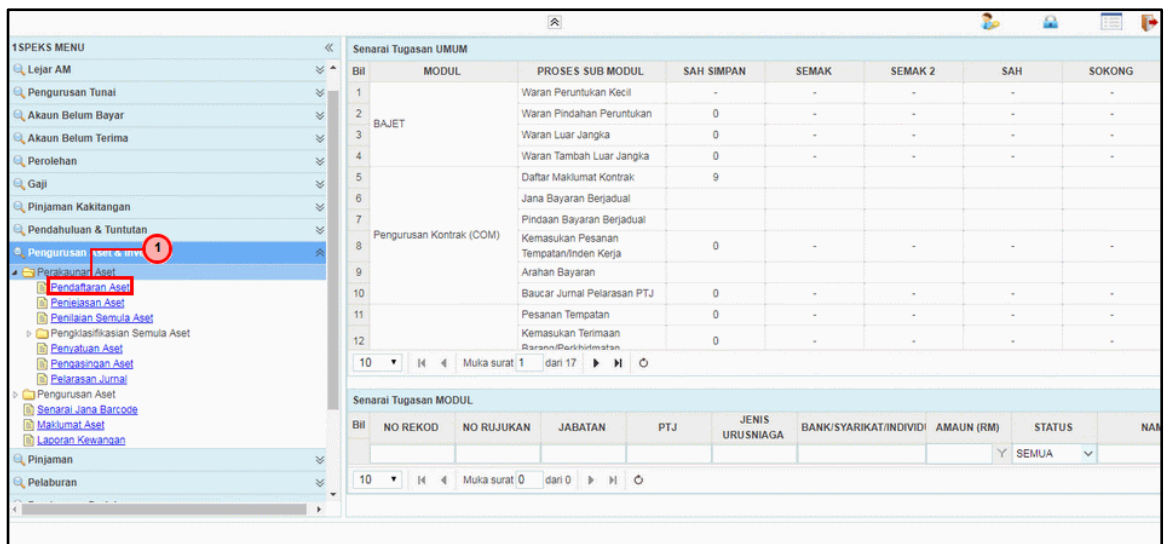 1SPEKS MENU
Lejar AM
Pengurusan Tunai
Akaun Belum Bayar
Akaun Belum Terima
Perolehan
Gaji
Pinjaman Kakitangan
Pendahuluan & Tuntutan
Pengurusan Aset &
1
Perakaunan Aset
Pendaftaran Aset
Penjejasan Aset
Penilaian Semula Aset
Pengklasifikasian Semula Aset
Penyatuan Aset
Pengasingan Aset
Pelarasan Jurnal
Pengurusan Aset
Senarai Jana Barcode
Maklumat Aset
Laporan Kewangan
Pinjaman
Pelaburan
Senarai Tugasan UMUM
Bil MODUL PROSES SUB MODUL SAH SIMPAN SEMAK SEMAK 2 SAH SOKONG
1 Waran Peruntukan Kecil - - - - -
2 BAJET Waran Pindahan Peruntukan 0 - - - -
3 Waran Luar Jangka 0 - - - -
4 Waran Tambah Luar Jangka 0 - - - -
5 Daftar Maklumat Kontrak 9
6 Jana Bayaran Berjadual
7 Pindaan Bayaran Berjadual
8 Pengurusan Kontrak (COM) Kemasukan Pesanan Tempatan/Inden Kerja 0 - - - -
9 Arahan Bayaran
10 Baucar Jurnal Pelarasan PTJ 0 - - - -
11 Pesanan Tempatan 0 - - - -
12 Kemasukan Terimaan Barang/Perkhidmatan 0 - - - -
10 Muka surat 1 dari 17
Senarai Tugasan MODUL
Bil NO REKOD NO RUJUKAN JABATAN PTJ JENIS URUSNIAGA BANK/SYARIKAT/INDIVIDU AMAUN (RM) STATUS NAM
SEMUA
10 Muka surat 0 dari 0